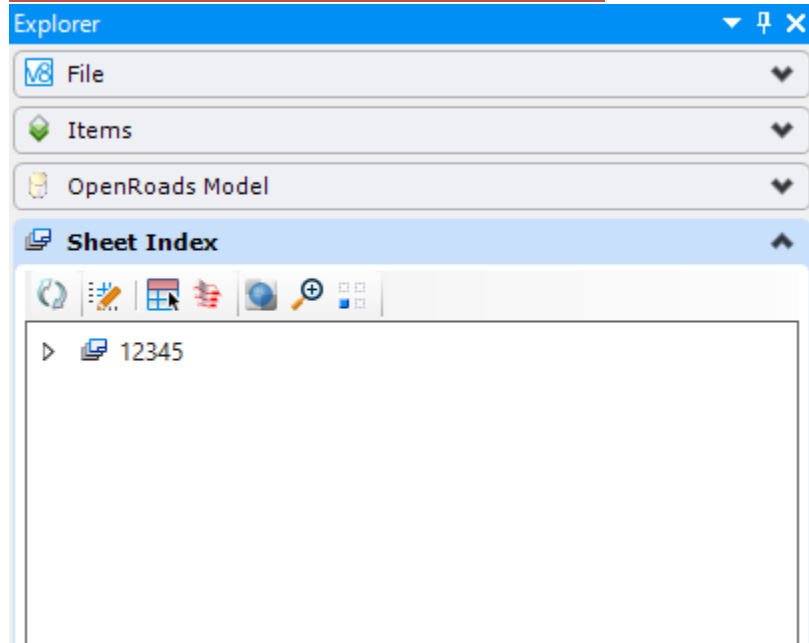 Explorer
V8 File
Items
OpenRoads Model
Sheet Index
12345